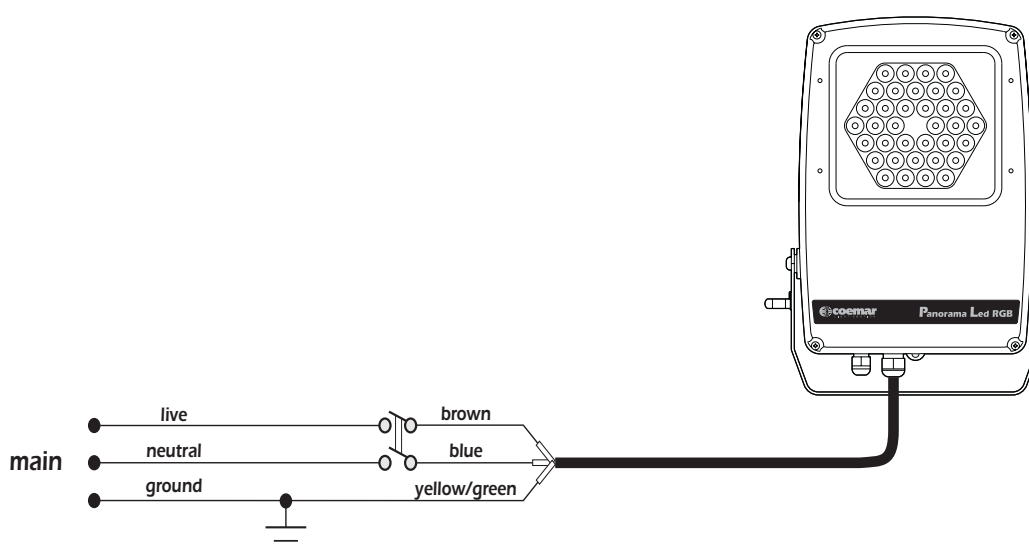 coemar
Panorama Led RGB
live
brown
main
neutral
blue
ground
yellow/green